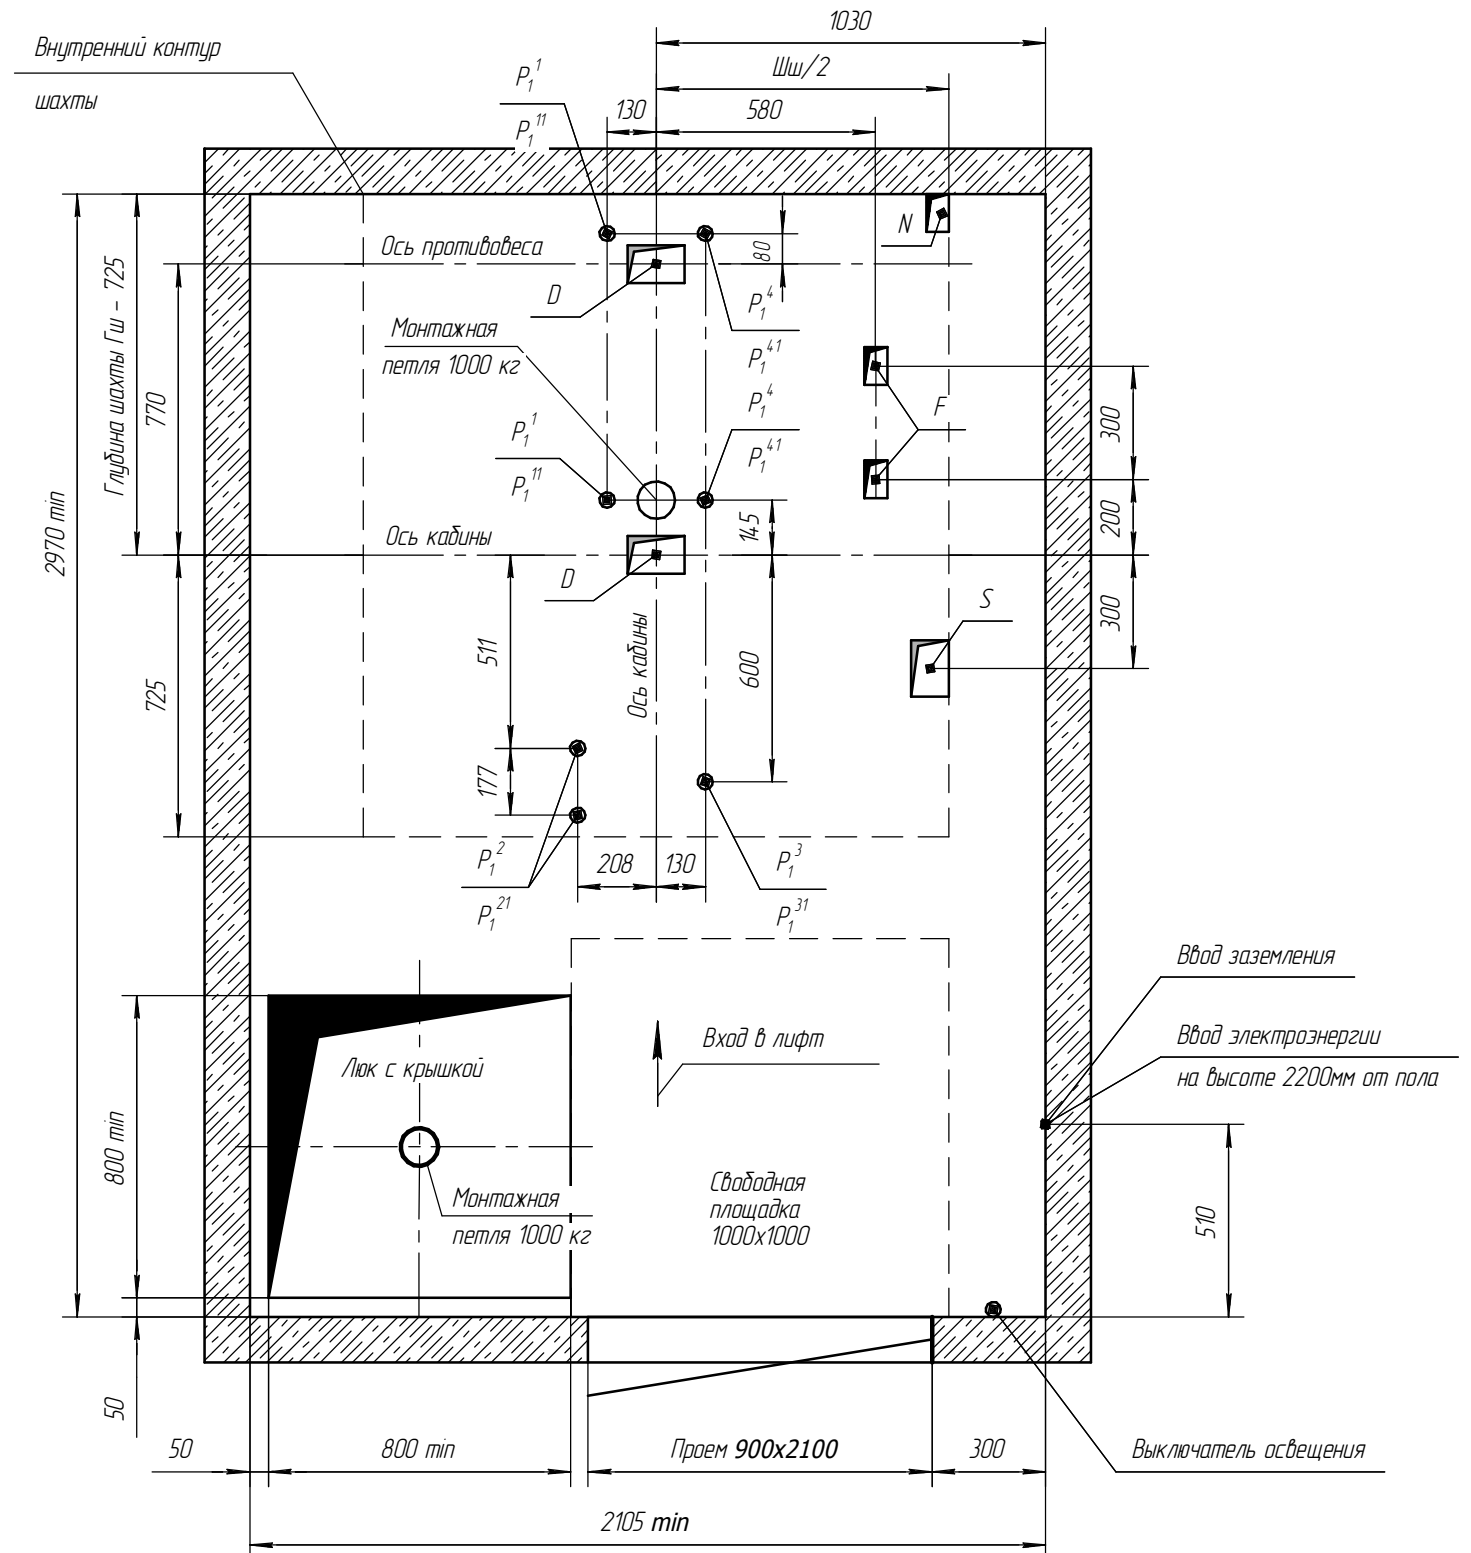 1030
Внутренний контур
шахты
Шш/2
P₁¹
P₁¹¹
130
580
N
Ось противовеса
80
D
Глубина шахты Гш - 725
770
2970 min
Монтажная
петля 1000 кг
P₁⁴
P₁⁴¹
P₁⁴
P₁⁴¹
F
300
P₁¹
P₁¹¹
145
200
Ось кабины
D
S
300
511
Ось кабины
600
725
177
P₁²
P₁²¹
208
130
P₁³
P₁³¹
Ввод заземления
Ввод электроэнергии
на высоте 2200мм от пола
Вход в лифт
Люк с крышкой
800 min
Монтажная
петля 1000 кг
Свободная
площадка
1000х1000
510
50
50
800 min
Проем 900х2100
300
Выключатель освещения
2105 min